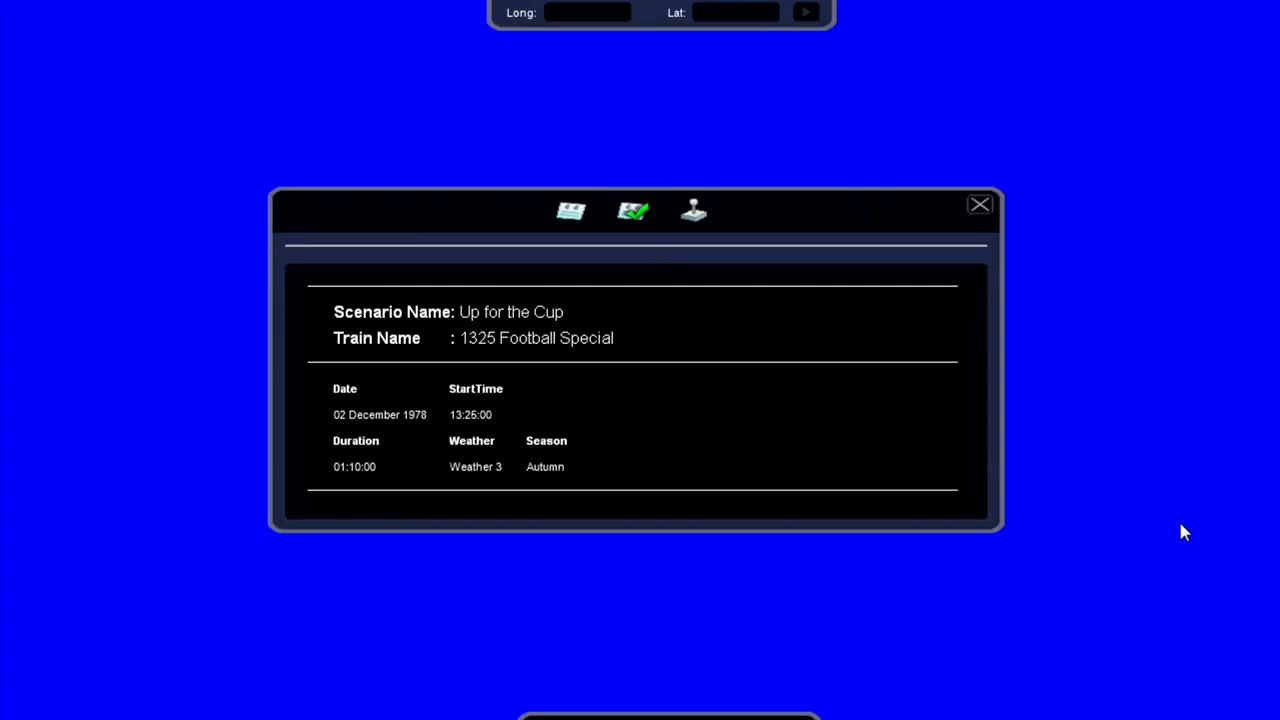 Long: Lat:
Scenario Name: Up for the Cup
Train Name : 1325 Football Special
Date StartTime
02 December 1978 13:25:00
Duration Weather Season
01:10:00 Weather 3 Autumn